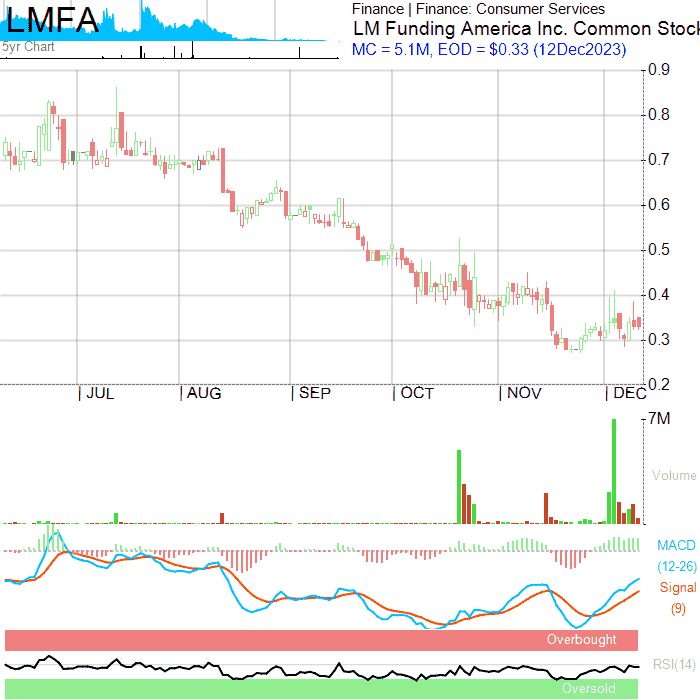 LMFA
5yr Chart
Finance | Finance: Consumer Services
LM Funding America Inc. Common Stock
MC = 5.1M, EOD = $0.33 (12Dec2023)
0.9
0.8
0.7
0.6
0.5
0.4
0.3
0.2
JUL AUG SEP OCT NOV DEC
7M
Volume
MACD
(12-26)
Signal
(9)
Overbought
RSI(14)
Oversold